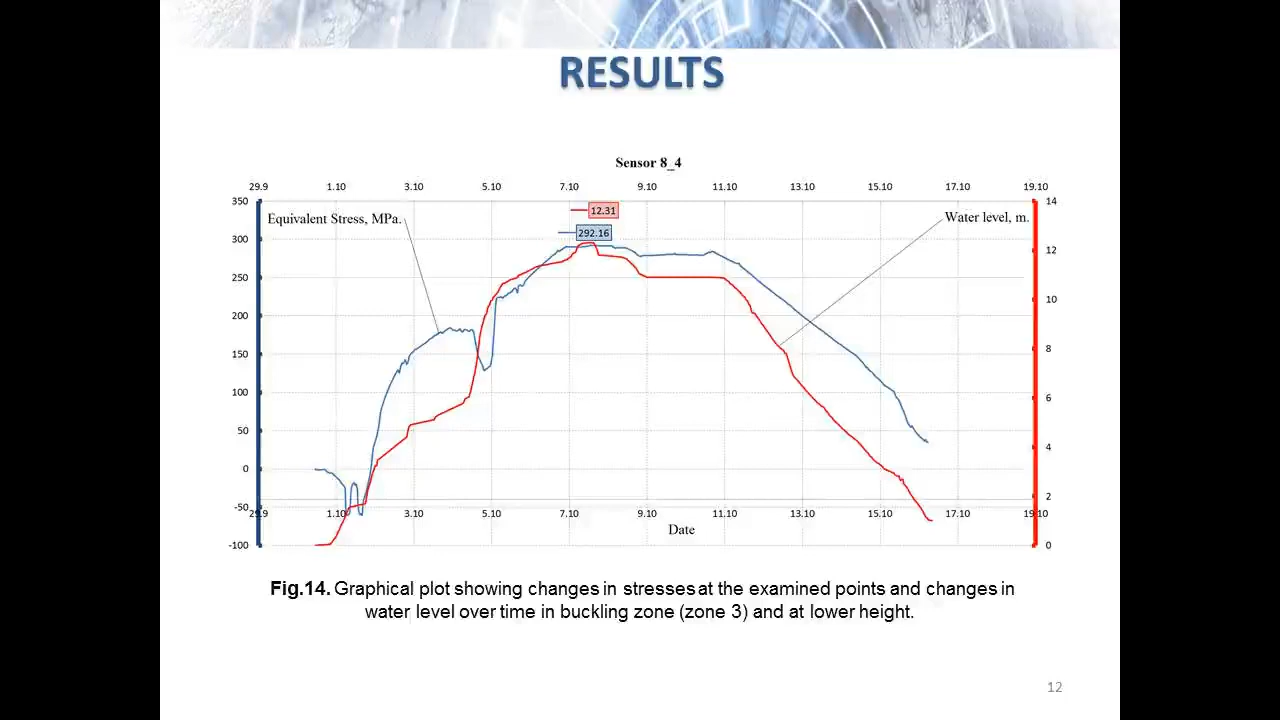 RESULTS
Sensor 8_4
29.9 1.10 3.10 5.10 7.10 9.10 11.10 13.10 15.10 17.10 19.10
350 14
12.31
Equivalent Stress, MPa. Water level, m.
292.16
300 12
250
10
200
150 8
100 6
50 4
0
2
-50
29.9 1.10 3.10 5.10 7.10 9.10 11.10 13.10 15.10 17.10 19.10
Date
-100 0
Fig.14. Graphical plot showing changes in stresses at the examined points and changes in
water level over time in buckling zone (zone 3) and at lower height.
12